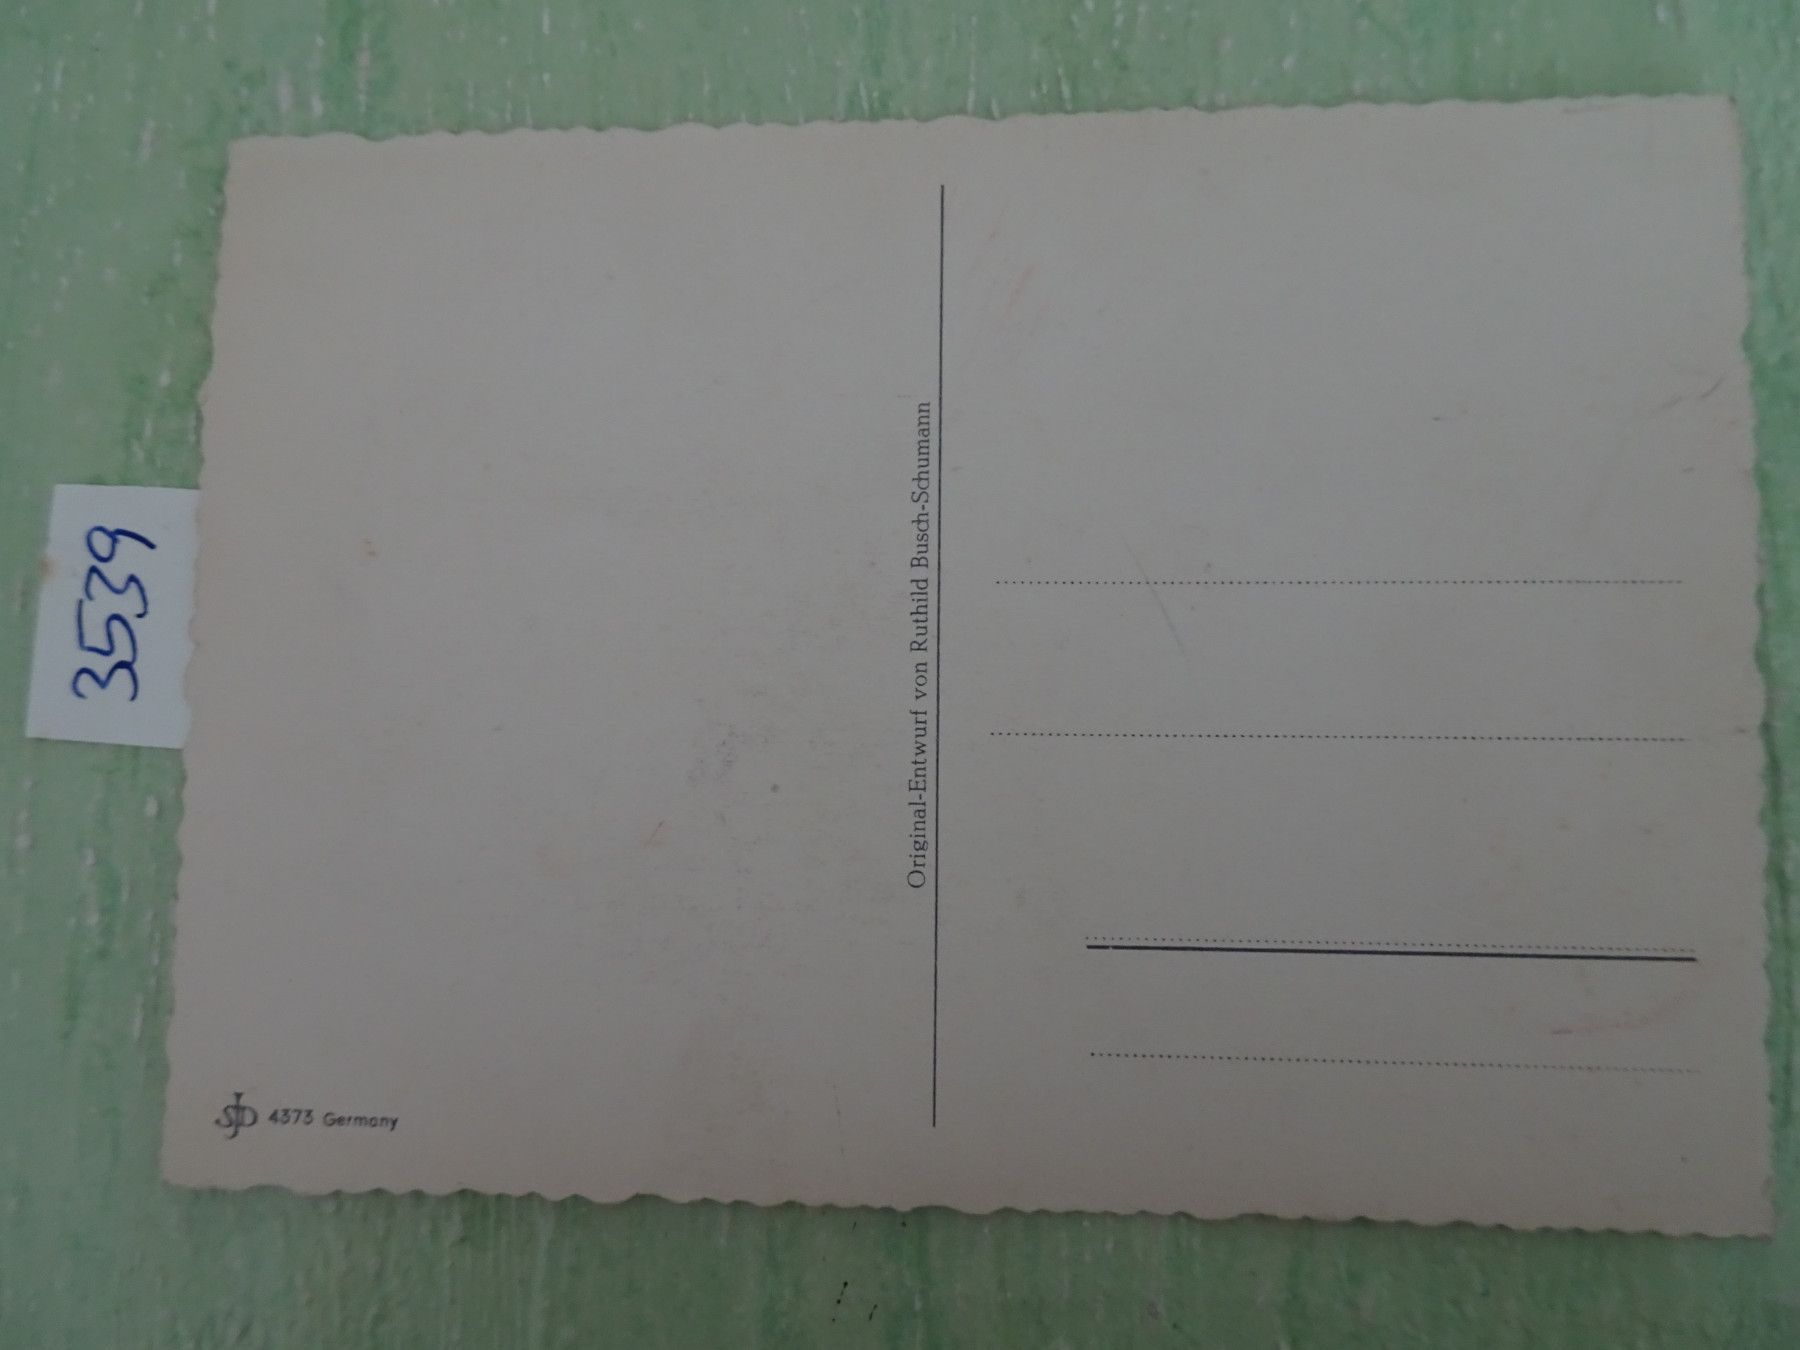 3539
Original-Entwurf von Ruthild Busch-Schumann
SJD 4373 Germany